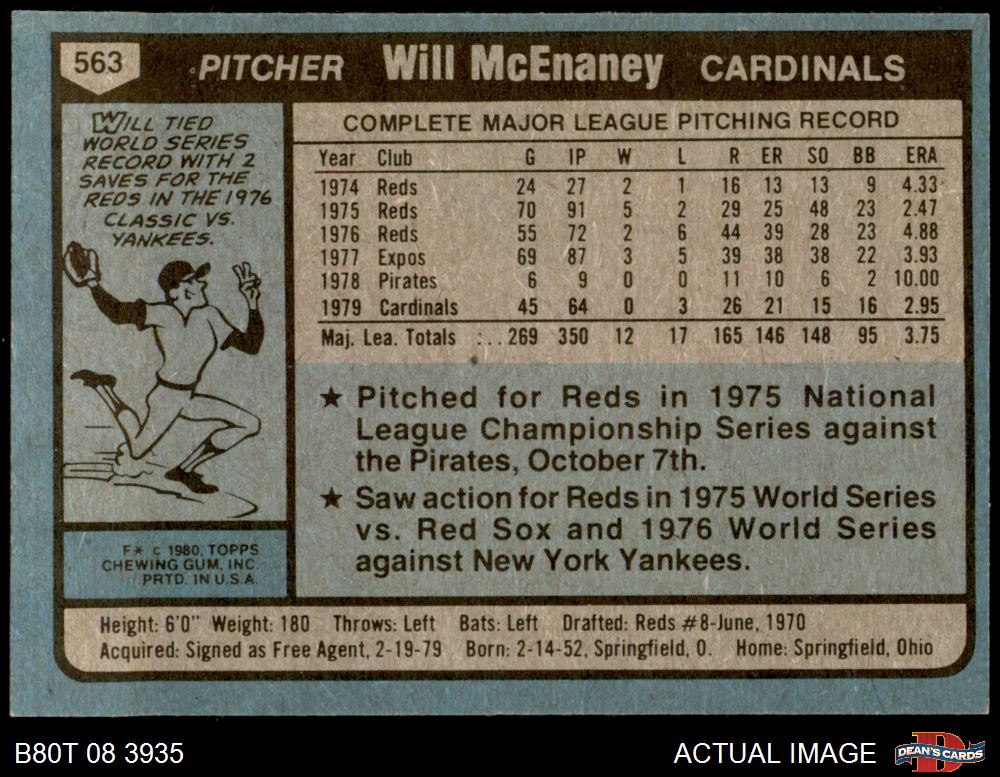 563 PITCHER Will McEnaney CARDINALS
WILL TIED
WORLD SERIES
RECORD WITH 2
SAVES FOR THE
REDS IN THE 1976
CLASSIC VS.
YANKEES.
F* c 1980, TOPPS
CHEWING GUM, INC.
PRTD. IN U.S.A.
COMPLETE MAJOR LEAGUE PITCHING RECORD
Year Club G IP W L R ER SO BB ERA
1974 Reds 24 27 2 1 16 13 13 9 4.33
1975 Reds 70 91 5 2 29 25 48 23 2.47
1976 Reds 55 72 2 6 44 39 28 23 4.88
1977 Expos 69 87 3 5 39 38 38 22 3.93
1978 Pirates 6 9 0 0 11 10 6 2 10.00
1979 Cardinals 45 64 0 3 26 21 15 16 2.95
Maj. Lea. Totals :.. 269 350 12 17 165 146 148 95 3.75
★ Pitched for Reds in 1975 National
League Championship Series against
the Pirates, October 7th.
★ Saw action for Reds in 1975 World Series
vs. Red Sox and 1976 World Series
against New York Yankees.
Height: 6'0" Weight: 180 Throws: Left Bats: Left Drafted: Reds #8-June, 1970
Acquired: Signed as Free Agent, 2-19-79 Born: 2-14-52, Springfield, O. Home: Springfield, Ohio
B80T 08 3935 ACTUAL IMAGE D DEAN'S CARDS